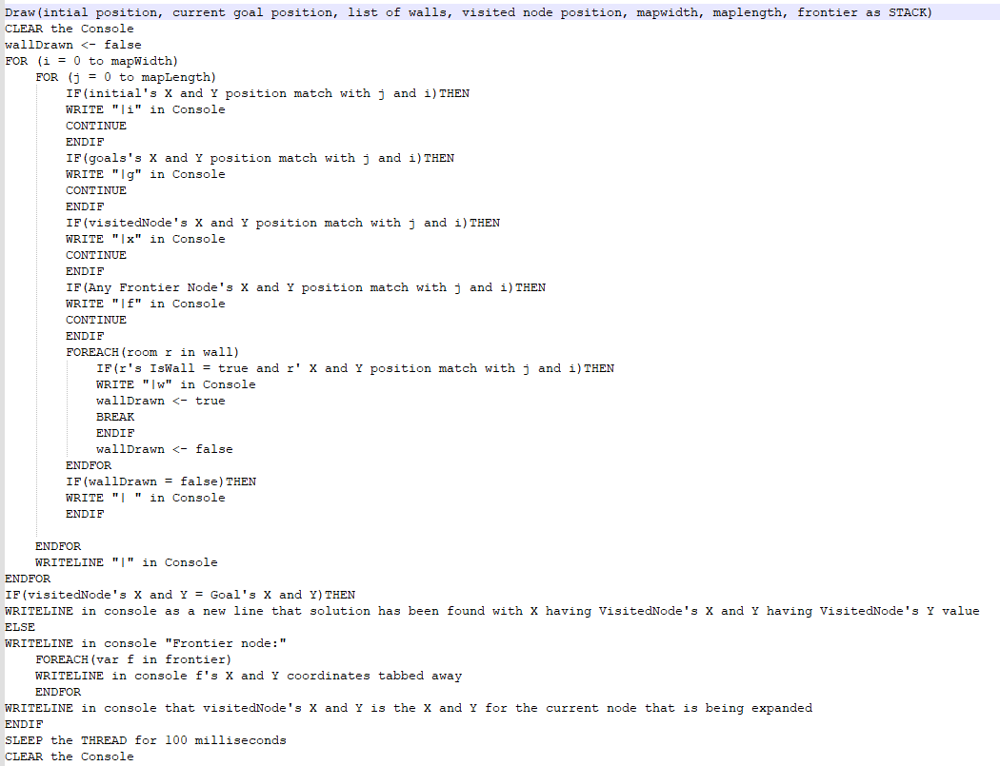 Draw(intial position, current goal position, list of walls, visited node position, mapwidth, maplength, frontier as STACK)
CLEAR the Console
wallDrawn <- false
FOR (i = 0 to mapWidth)
    FOR (j = 0 to mapLength)
        IF(initial's X and Y position match with j and i)THEN
        WRITE "|i" in Console
        CONTINUE
        ENDIF
        IF(goals's X and Y position match with j and i)THEN
        WRITE "|g" in Console
        CONTINUE
        ENDIF
        IF(visitedNode's X and Y position match with j and i)THEN
        WRITE "|x" in Console
        CONTINUE
        ENDIF
        IF(Any Frontier Node's X and Y position match with j and i)THEN
        WRITE "|f" in Console
        CONTINUE
        ENDIF
        FOREACH(room r in wall)
            IF(r's IsWall = true and r' X and Y position match with j and i)THEN
            WRITE "|w" in Console
            wallDrawn <- true
            BREAK
            ENDIF
            wallDrawn <- false
        ENDFOR
        IF(wallDrawn = false)THEN
        WRITE "| " in Console
        ENDIF

    ENDFOR
    WRITELINE "|" in Console
ENDFOR
IF(visitedNode's X and Y = Goal's X and Y)THEN
WRITELINE in console as a new line that solution has been found with X having VisitedNode's X and Y having VisitedNode's Y value
ELSE
WRITELINE in console "Frontier node:"
    FOREACH(var f in frontier)
    WRITELINE in console f's X and Y coordinates tabbed away
    ENDFOR
WRITELINE in console that visitedNode's X and Y is the X and Y for the current node that is being expanded
ENDIF
SLEEP the THREAD for 100 milliseconds
CLEAR the Console